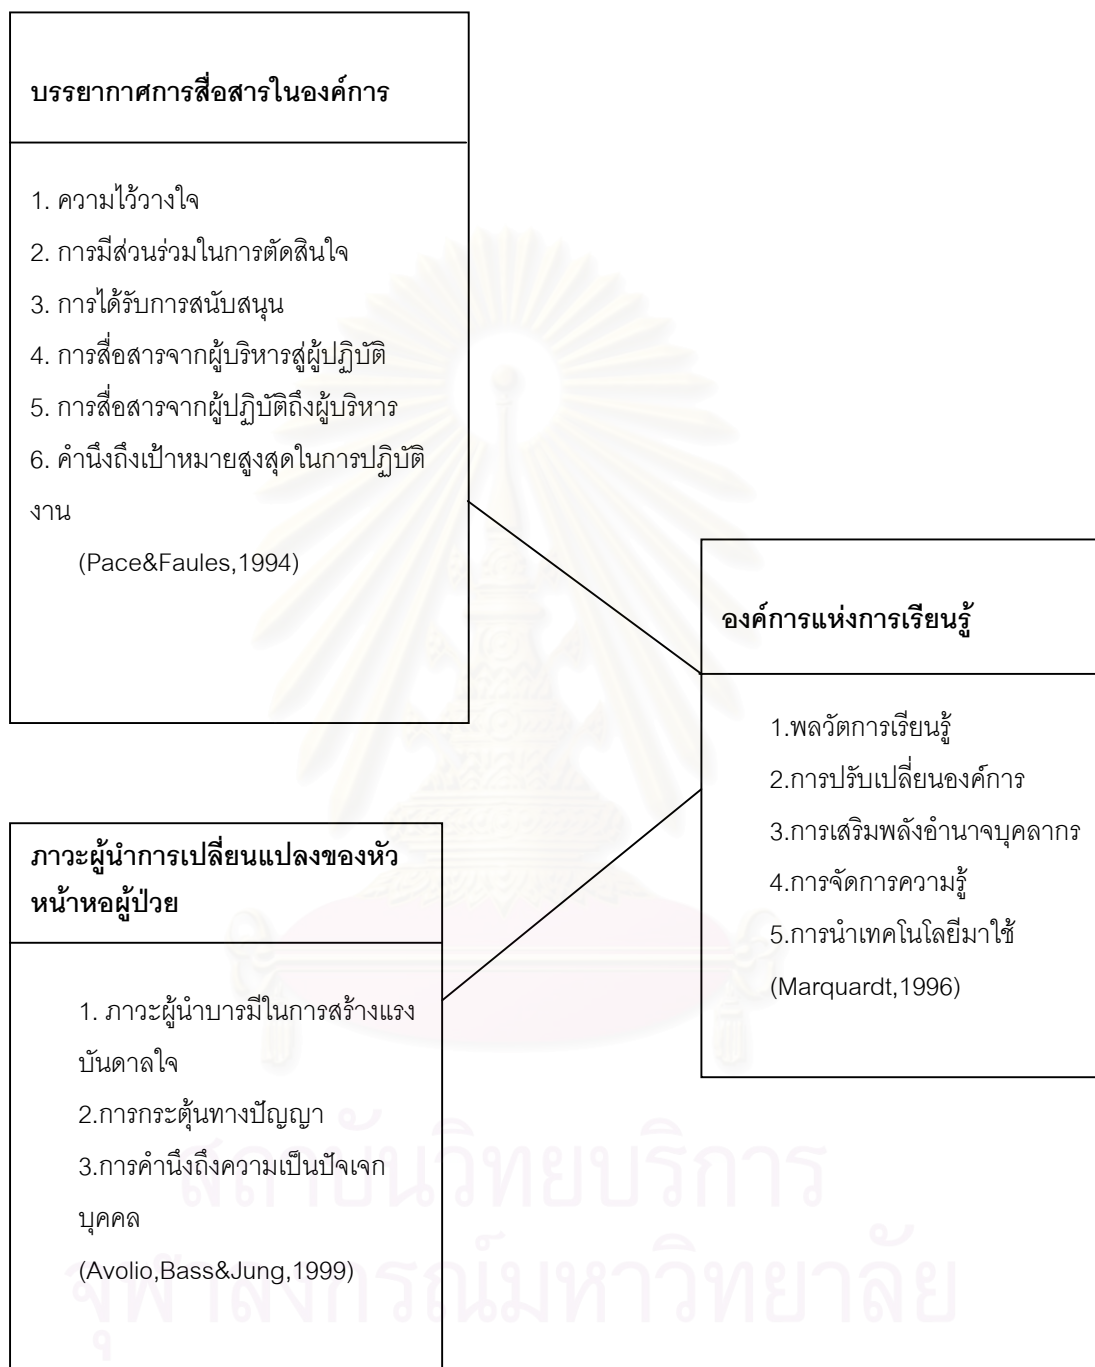 บรรยากาศการสื่อสารในองค์การ
1. ความไว้วางใจ
2. การมีส่วนร่วมในการตัดสินใจ
3. การได้รับการสนับสนุน
4. การสื่อสารจากผู้บริหารสู่ผู้ปฏิบัติ
5. การสื่อสารจากผู้ปฏิบัติถึงผู้บริหาร
6. คำนึงถึงเป้าหมายสูงสุดในการปฏิบัติ
งาน
(Pace&Faules,1994)
องค์การแห่งการเรียนรู้
1.พลวัตการเรียนรู้
2.การปรับเปลี่ยนองค์การ
3.การเสริมพลังอำนาจบุคลากร
4.การจัดการความรู้
5.การนำเทคโนโลยีมาใช้
(Marquardt,1996)
ภาวะผู้นำการเปลี่ยนแปลงของหัว
หน้าหอผู้ป่วย
1. ภาวะผู้นำบารมีในการสร้างแรง
บันดาลใจ
2.การกระตุ้นทางปัญญา
3.การคำนึงถึงความเป็นปัจเจก
บุคคล
(Avolio,Bass&Jung,1999)
สถาบันวิทยบริการ
จุฬาลงกรณ์มหาวิทยาลัย